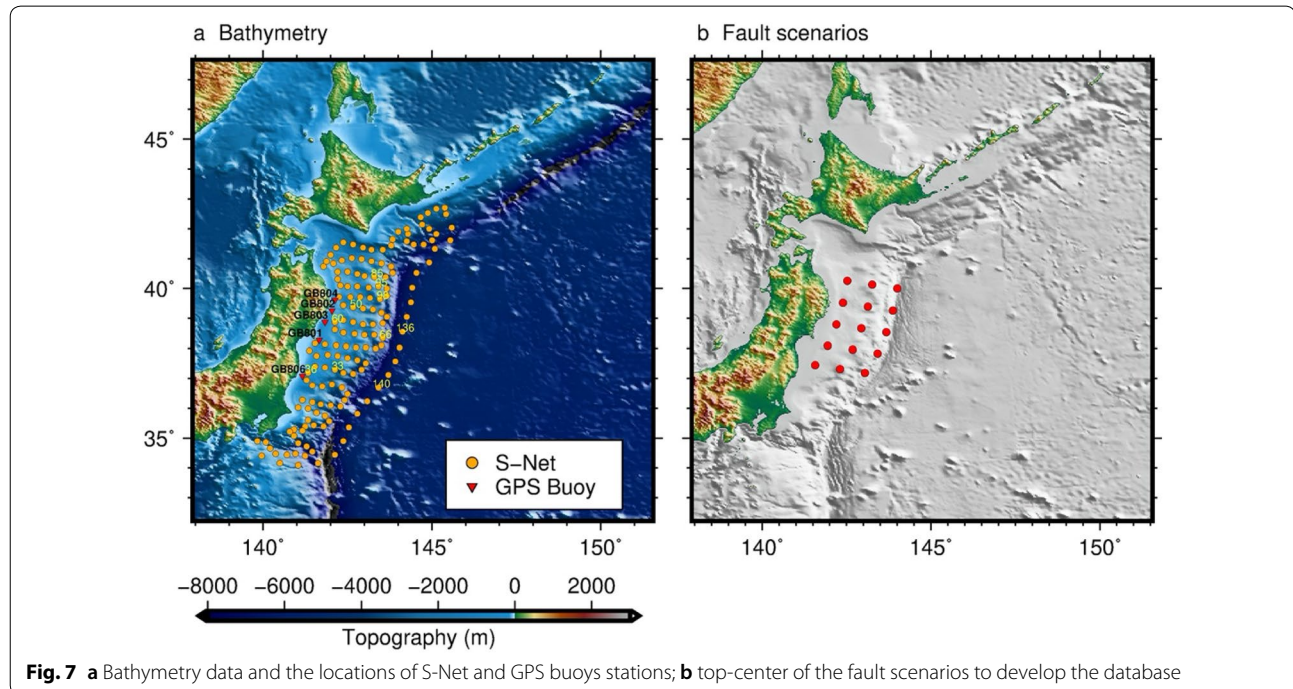 a Bathymetry
b Fault scenarios
45°
40°
35°
GB804
GB802
GB803
GB801
GB806
136
33
140
S−Net
GPS Buoy
140°
145°
150°
140°
145°
150°
−8000 −6000 −4000 −2000 0 2000
Topography (m)
Fig. 7 a Bathymetry data and the locations of S-Net and GPS buoys stations; b top-center of the fault scenarios to develop the database